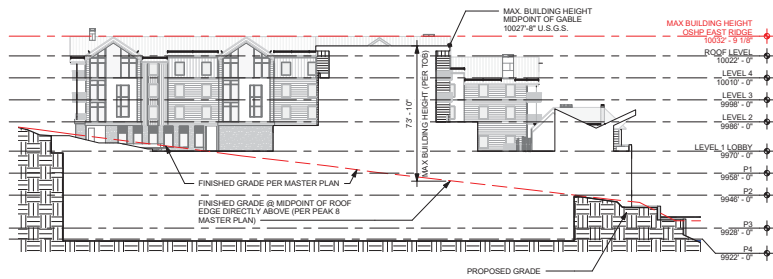 MAX. BUILDING HEIGHT
MIDPOINT OF GABLE
10027'-8" U.S.G.S.
MAX BUILDING HEIGHT
OSHP EAST RIDGE
10032' - 9 1/8"
ROOF LEVEL
10022' - 0"
LEVEL 4
10010' - 0"
LEVEL 3
9998' - 0"
LEVEL 2
9986' - 0"
LEVEL 1 LOBBY
9970' - 0"
P1
9958' - 0"
P2
9946' - 0"
P3
9928' - 0"
P4
9922' - 0"
73' - 10"
MAX BUILDING HEIGHT (PER TOB)
FINISHED GRADE PER MASTER PLAN
FINISHED GRADE @ MIDPOINT OF ROOF
EDGE DIRECTLY ABOVE (PER PEAK 8
MASTER PLAN)
PROPOSED GRADE